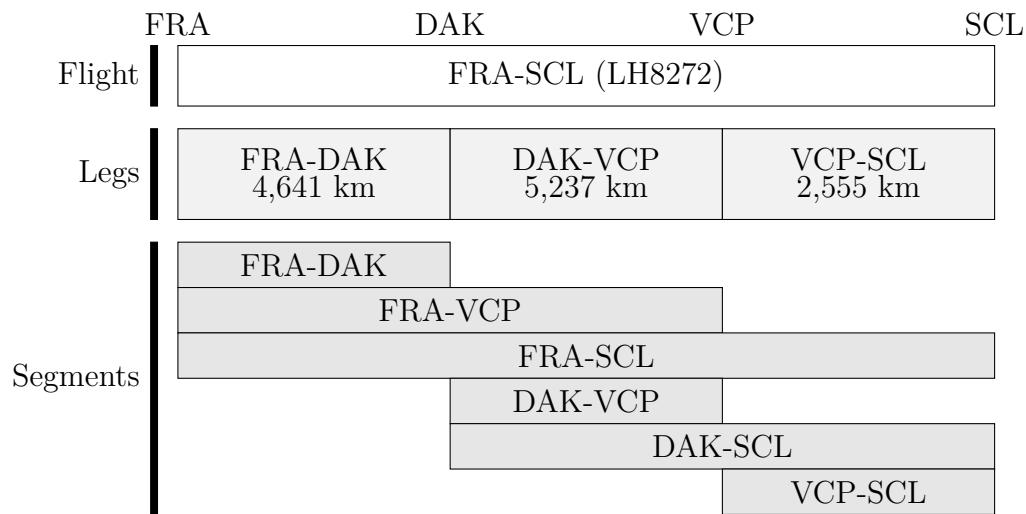 FRA DAK VCP SCL
Flight FRA-SCL (LH8272)
Legs
FRA-DAK DAK-VCP VCP-SCL
4,641 km 5,237 km 2,555 km
Segments
FRA-DAK
FRA-VCP
FRA-SCL
DAK-VCP
DAK-SCL
VCP-SCL